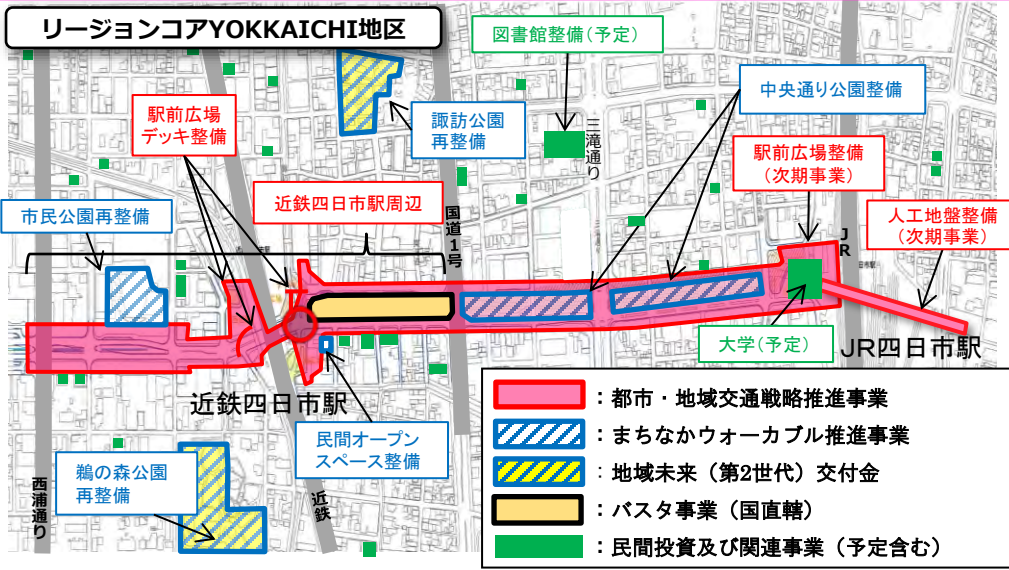 リージョンコアYOKKAICHI地区
図書館整備(予定)
駅前広場
デッキ整備
諏訪公園
再整備
中央通り公園整備
三滝通り
駅前広場整備
(次期事業)
市民公園再整備
近鉄四日市駅周辺
国道1号
人工地盤整備
(次期事業)
JR
大学(予定)
JR四日市駅
近鉄四日市駅
民間オープン
スペース整備
鵜の森公園
再整備
西浦通り
近鉄
：都市・地域交通戦略推進事業
：まちなかウォーカブル推進事業
：地域未来（第2世代）交付金
：バスタ事業（国直轄）
：民間投資及び関連事業（予定含む）